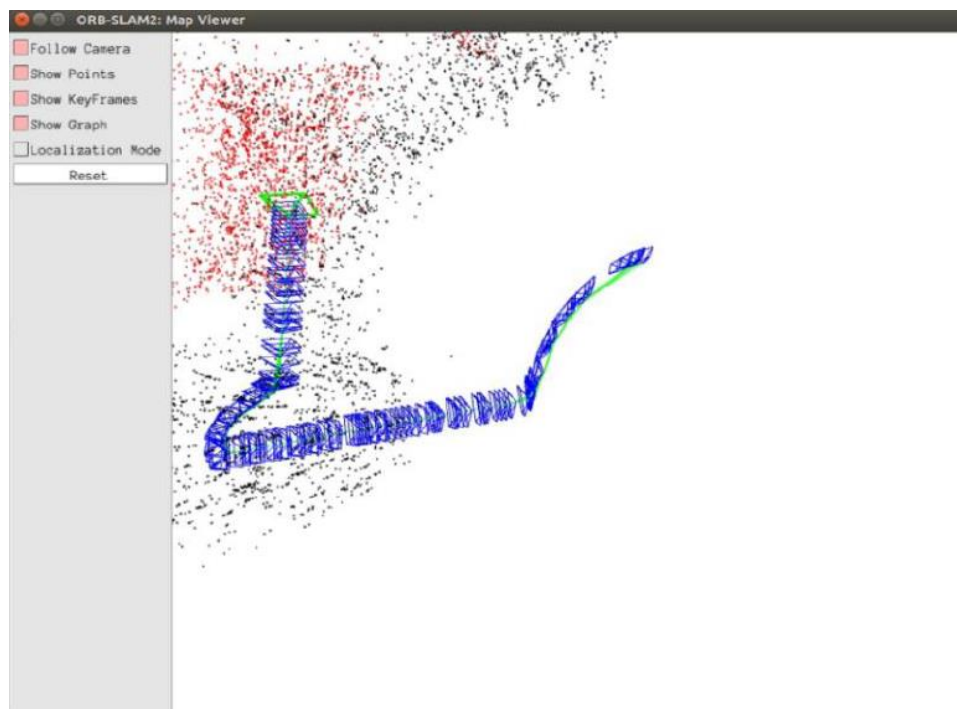 ORB-SLAM2: Map Viewer
Follow Camera
Show Points
Show KeyFrames
Show Graph
Localization Mode
Reset